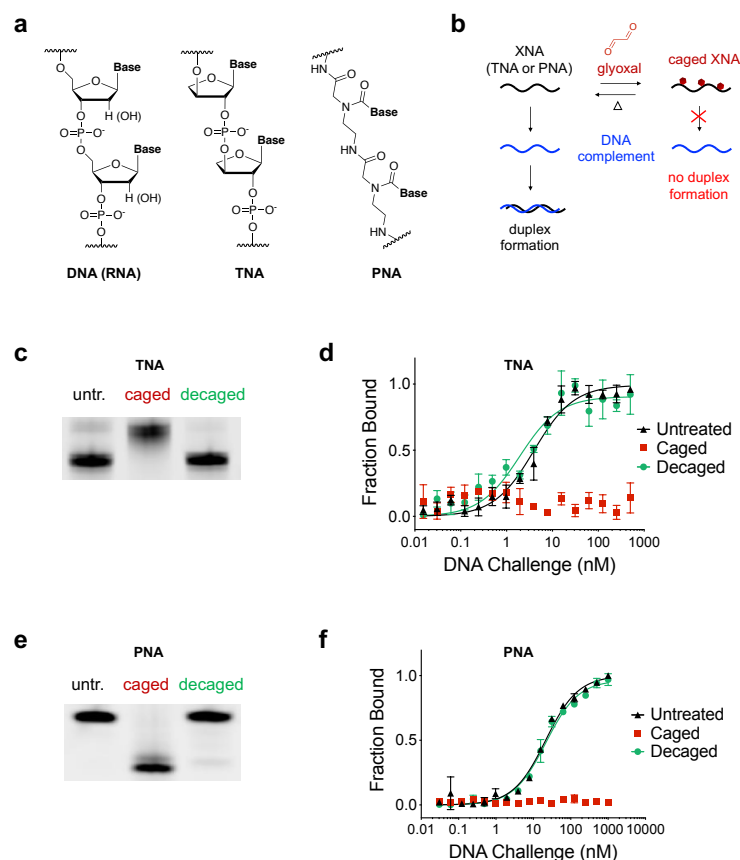 a
Base
O
O
H (OH)
O
O=P-O⁻
O
Base
O
H (OH)
O
O=P-O⁻
O
DNA (RNA)
O
Base
O
O
O=P-O⁻
O
Base
O
O
O=P-O⁻
O
TNA
HN
O
O
N
Base
HN
O
O
N
Base
HN
PNA
b
XNA
(TNA or PNA)
O
O
glyoxal
Δ
caged XNA
DNA
complement
duplex
formation
no duplex
formation
c
TNA
untr. caged decaged
d
TNA
Fraction Bound
1.0
0.5
0.0
0.01 0.1 1 10 100 1000
DNA Challenge (nM)
Untreated
Caged
Decaged
e
PNA
untr. caged decaged
f
PNA
Fraction Bound
1.0
0.5
0.0
0.01 0.1 1 10 100 1000 10000
DNA Challenge (nM)
Untreated
Caged
Decaged